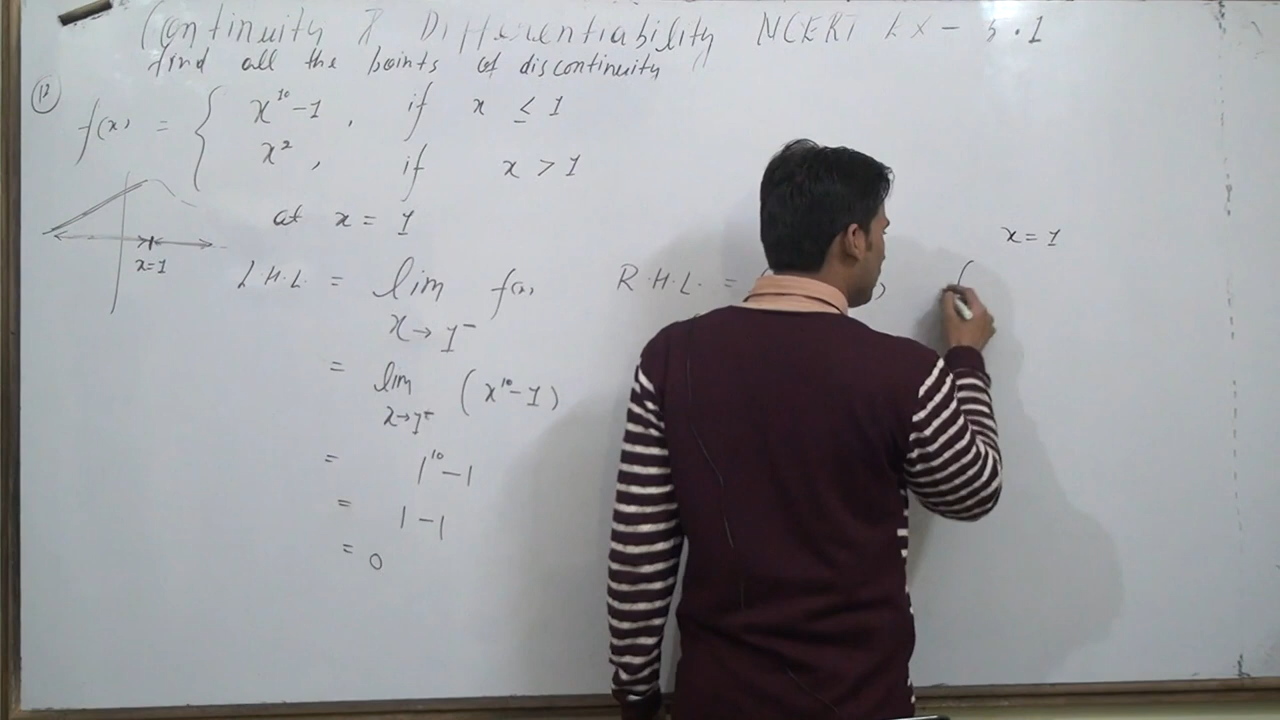 Continuity & Differentiability NCERT EX - 5.1
find all the points of discontinuity
12
f(x) = { x¹⁰-1 , if x ≤ 1
x² , if x > 1
at x = 1
x=1
L.H.L. = lim f(x)
x→1⁻
= lim (x¹⁰-1)
x→1⁻
= 1¹⁰-1
= 1-1
= 0
R.H.L. =
x=1
f